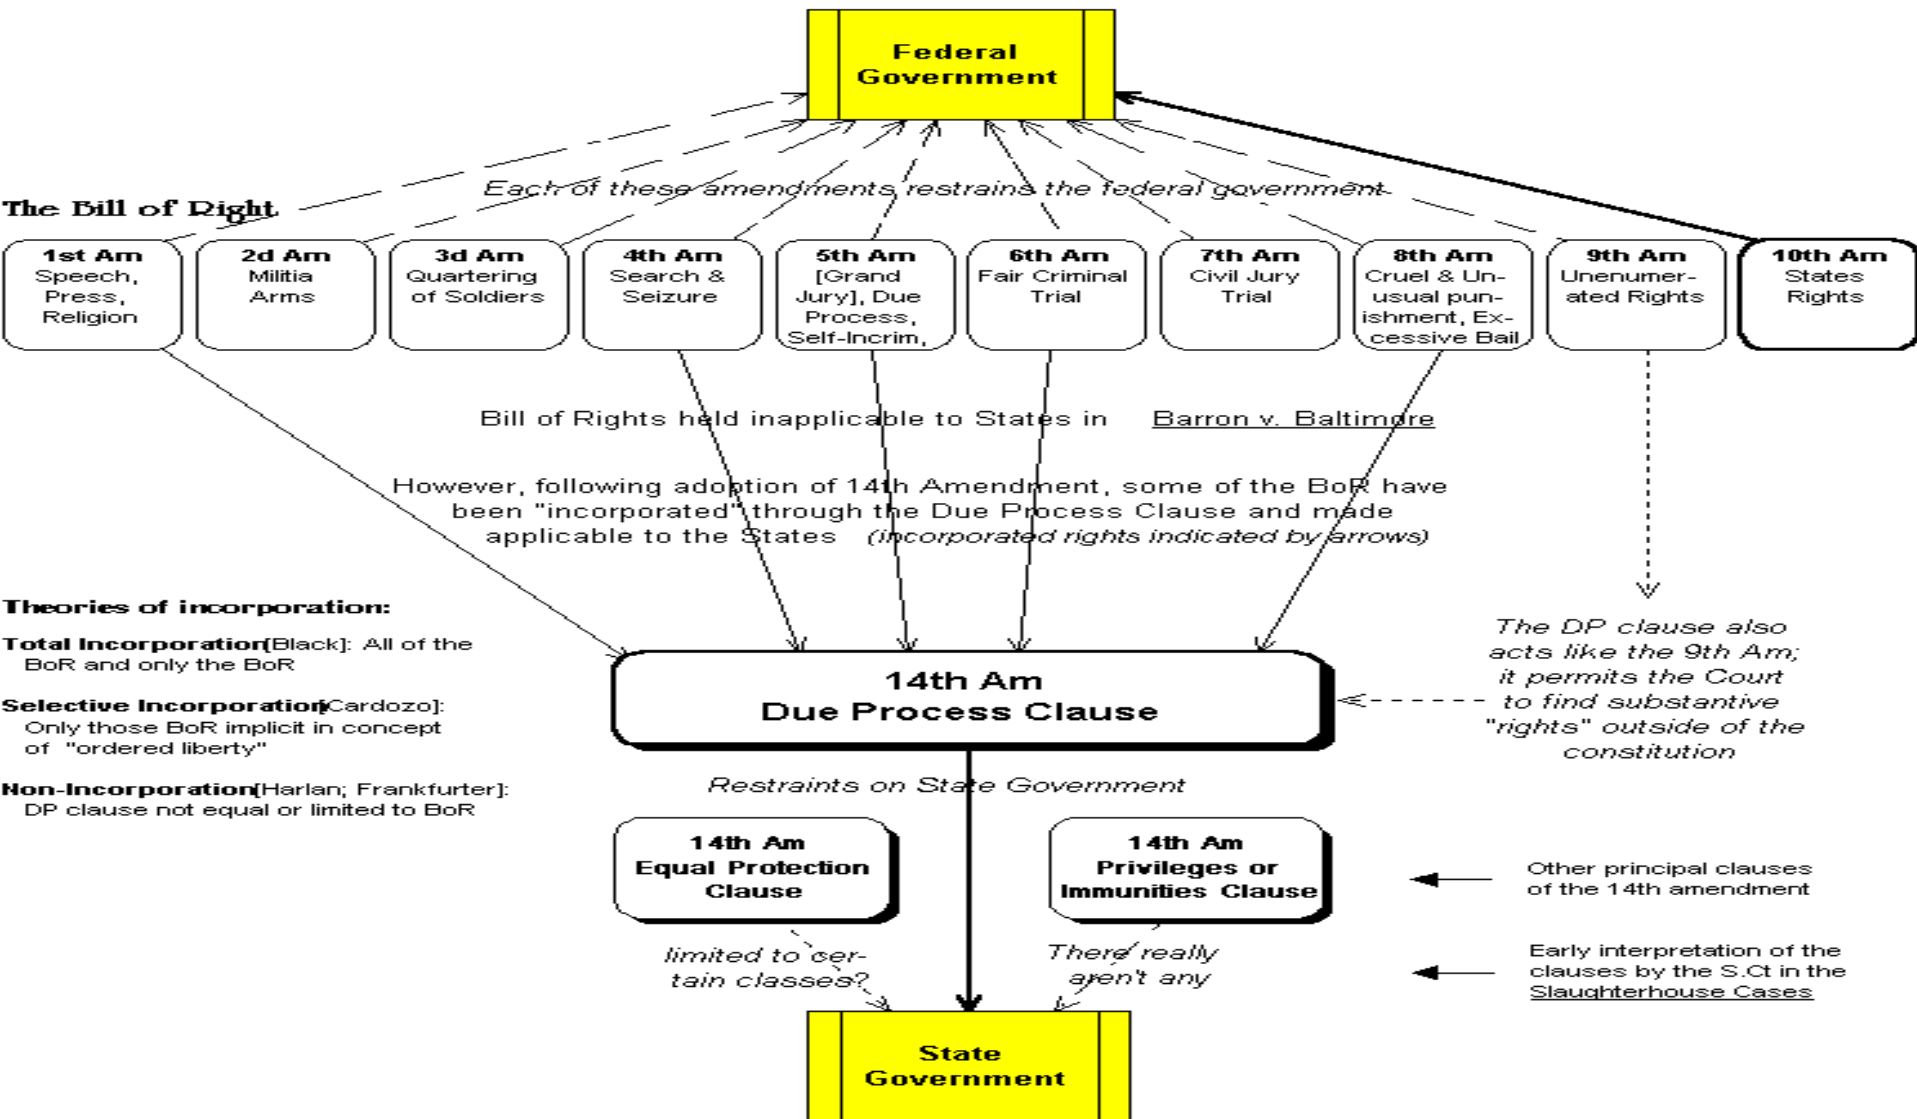 Federal
Government
Each of these amendments restrains the federal government
The Bill of Right
1st Am
Speech,
Press,
Religion
2d Am
Militia
Arms
3d Am
Quartering
of Soldiers
4th Am
Search &
Seizure
5th Am
[Grand
Jury], Due
Process,
Self-Incrim,
6th Am
Fair Criminal
Trial
7th Am
Civil Jury
Trial
8th Am
Cruel & Un-
usual pun-
ishment, Ex-
cessive Bail
9th Am
Unenumer-
ated Rights
10th Am
States
Rights
Bill of Rights held inapplicable to States in Barron v. Baltimore
However, following adoption of 14th Amendment, some of the BoR have
been "incorporated" through the Due Process Clause and made
applicable to the States (incorporated rights indicated by arrows)
Theories of incorporation:
Total Incorporation[Black]: All of the
BoR and only the BoR
Selective Incorporation[Cardozo]:
Only those BoR implicit in concept
of "ordered liberty"
Non-Incorporation[Harlan; Frankfurter]:
DP clause not equal or limited to BoR
14th Am
Due Process Clause
The DP clause also
acts like the 9th Am;
it permits the Court
to find substantive
"rights" outside of the
constitution
Restraints on State Government
14th Am
Equal Protection
Clause
14th Am
Privileges or
Immunities Clause
Other principal clauses
of the 14th amendment
limited to cer-
tain classes?
There really
aren't any
Early interpretation of the
clauses by the S.Ct in the
Slaughterhouse Cases
State
Government